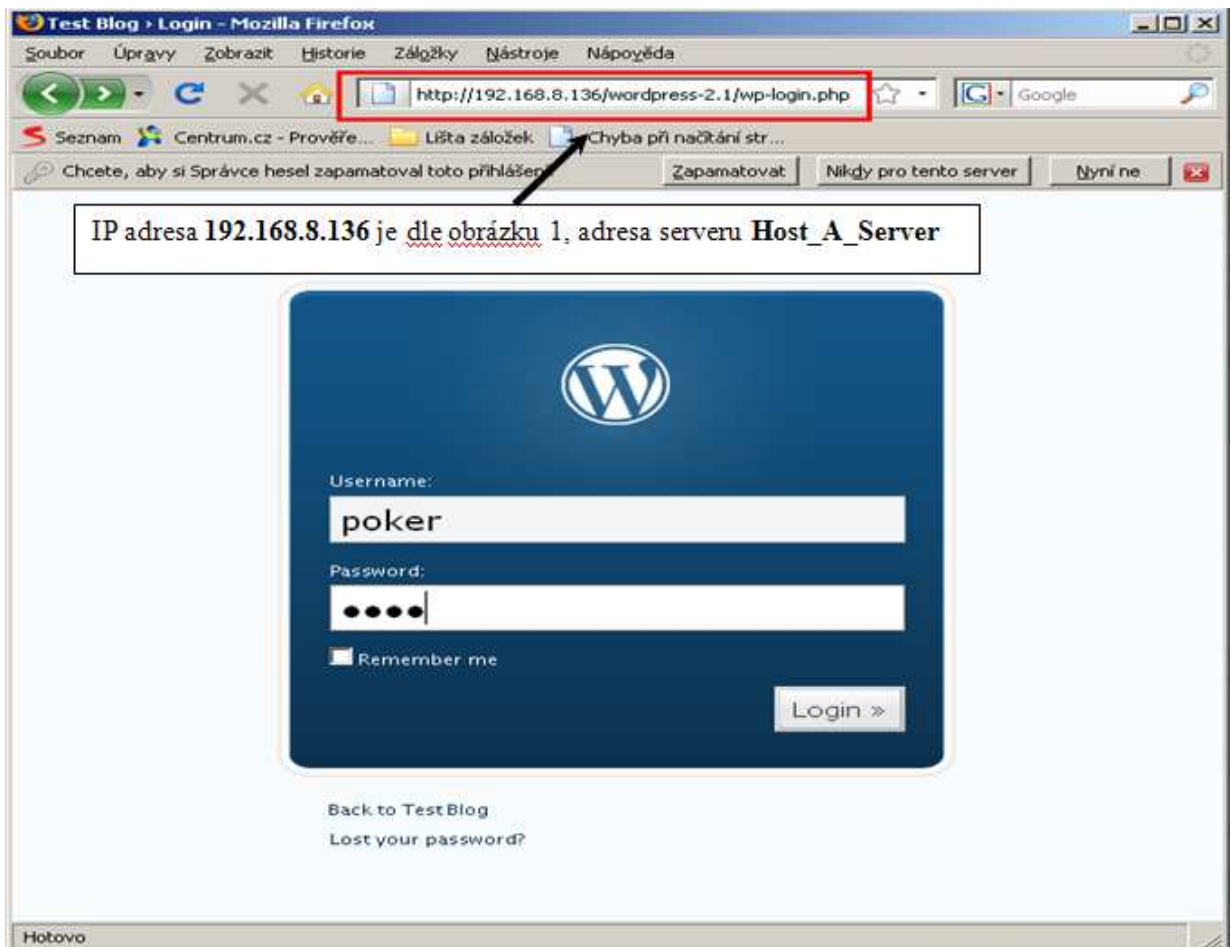 Test Blog › Login - Mozilla Firefox
Soubor Úpravy Zobrazit Historie Záložky Nástroje Nápověda
http://192.168.8.136/wordpress-2.1/wp-login.php Google
Seznam Centrum.cz - Prověře... Lišta záložek Chyba při načítání str...
Chcete, aby si Správce hesel zapamatoval toto Zapamatovat Nikdy pro tento server Nyní ne
IP adresa 192.168.8.136 je dle obrázku 1, adresa serveru Host_A_Server
Username:
poker
Password:
••••
Remember me
Login »
Back to Test Blog
Lost your password?
Hotovo